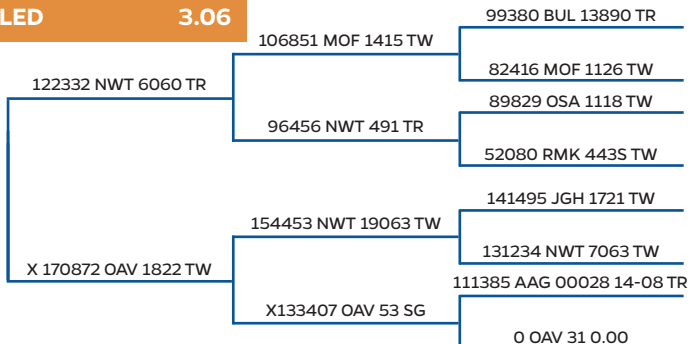 LED 3.06
99380 BUL 13890 TR
106851 MOF 1415 TW
82416 MOF 1126 TW
122332 NWT 6060 TR
89829 OSA 1118 TW
96456 NWT 491 TR
52080 RMK 443S TW
141495 JGH 1721 TW
154453 NWT 19063 TW
131234 NWT 7063 TW
X 170872 OAV 1822 TW
111385 AAG 00028 14-08 TR
X133407 OAV 53 SG
0 OAV 31 0.00